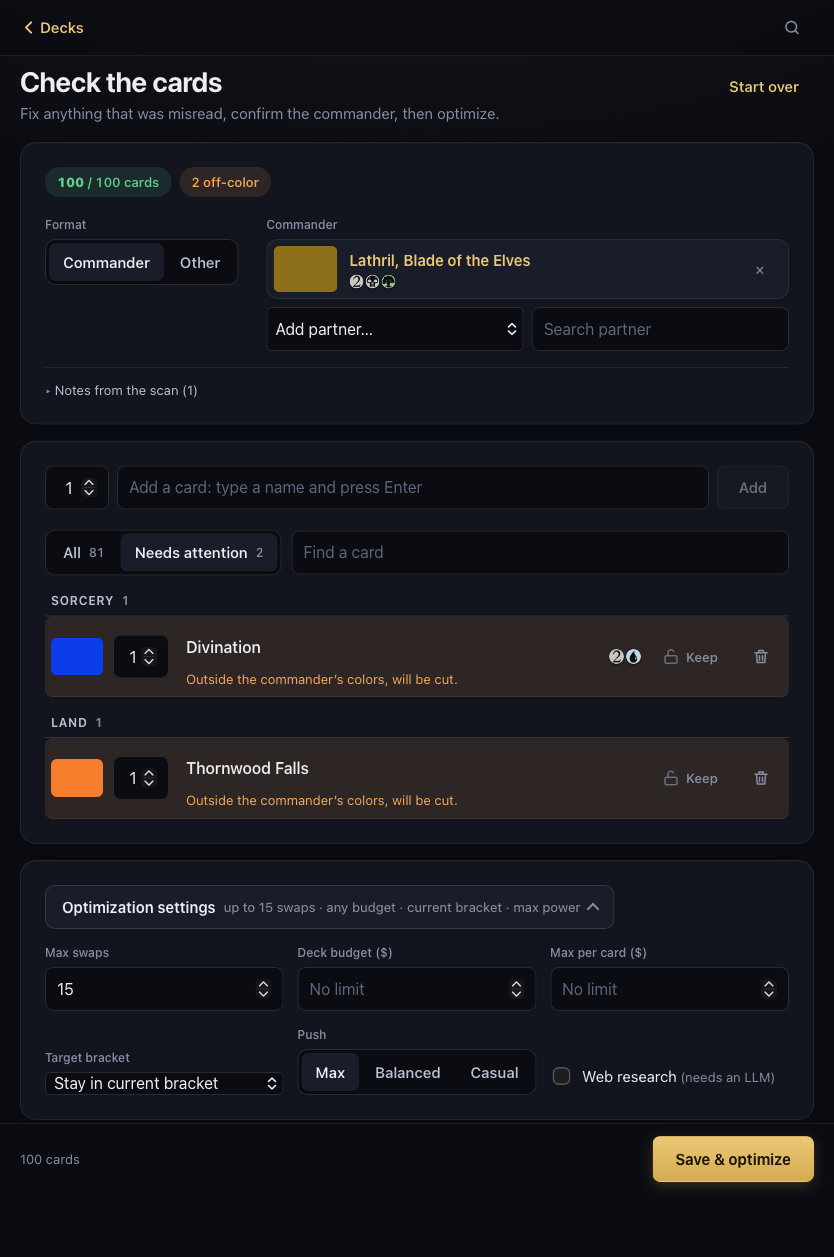 Decks
Check the cards
Start over
Fix anything that was misread, confirm the commander, then optimize.
100 / 100 cards
2 off-color
Format
Commander
Commander
Other
Lathril, Blade of the Elves
2
×
Add partner...
Search partner
Notes from the scan (1)
1
Add a card: type a name and press Enter
Add
All 81
Needs attention 2
Find a card
SORCERY 1
1
Divination
2
Keep
Outside the commander's colors, will be cut.
LAND 1
1
Thornwood Falls
Keep
Outside the commander's colors, will be cut.
Optimization settings up to 15 swaps · any budget · current bracket · max power
Max swaps
Deck budget ($)
Max per card ($)
15
No limit
No limit
Target bracket
Push
Stay in current bracket
Max
Balanced
Casual
Web research (needs an LLM)
100 cards
Save & optimize